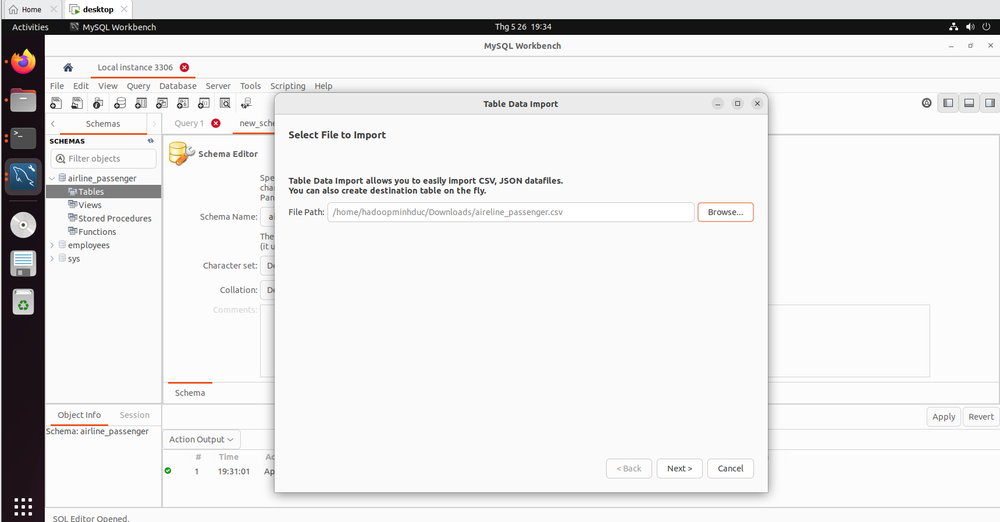 Home
desktop
Activities
MySQL Workbench
Thg 5 26 19:34
MySQL Workbench
Local instance 3306
File Edit View Query Database Server Tools Scripting Help
Table Data Import
Schemas
Query 1
new_sche
SCHEMAS
Filter objects
airline_passenger
Tables
Views
Stored Procedures
Functions
employees
sys
Schema Editor
Spe
cha
Pan
Schema Name:
ai
The
(it u
Character set:
De
Collation:
De
Comments:
Schema
Select File to Import
Table Data Import allows you to easily import CSV, JSON datafiles.
You can also create destination table on the fly.
File Path: /home/hadoopminhduc/Downloads/aireline_passenger.csv Browse...
< Back Next > Cancel
Object Info Session
Schema: airline_passenger
Apply Revert
Action Output
# Time Ac
1 19:31:01 Ap
SQL Editor Opened.